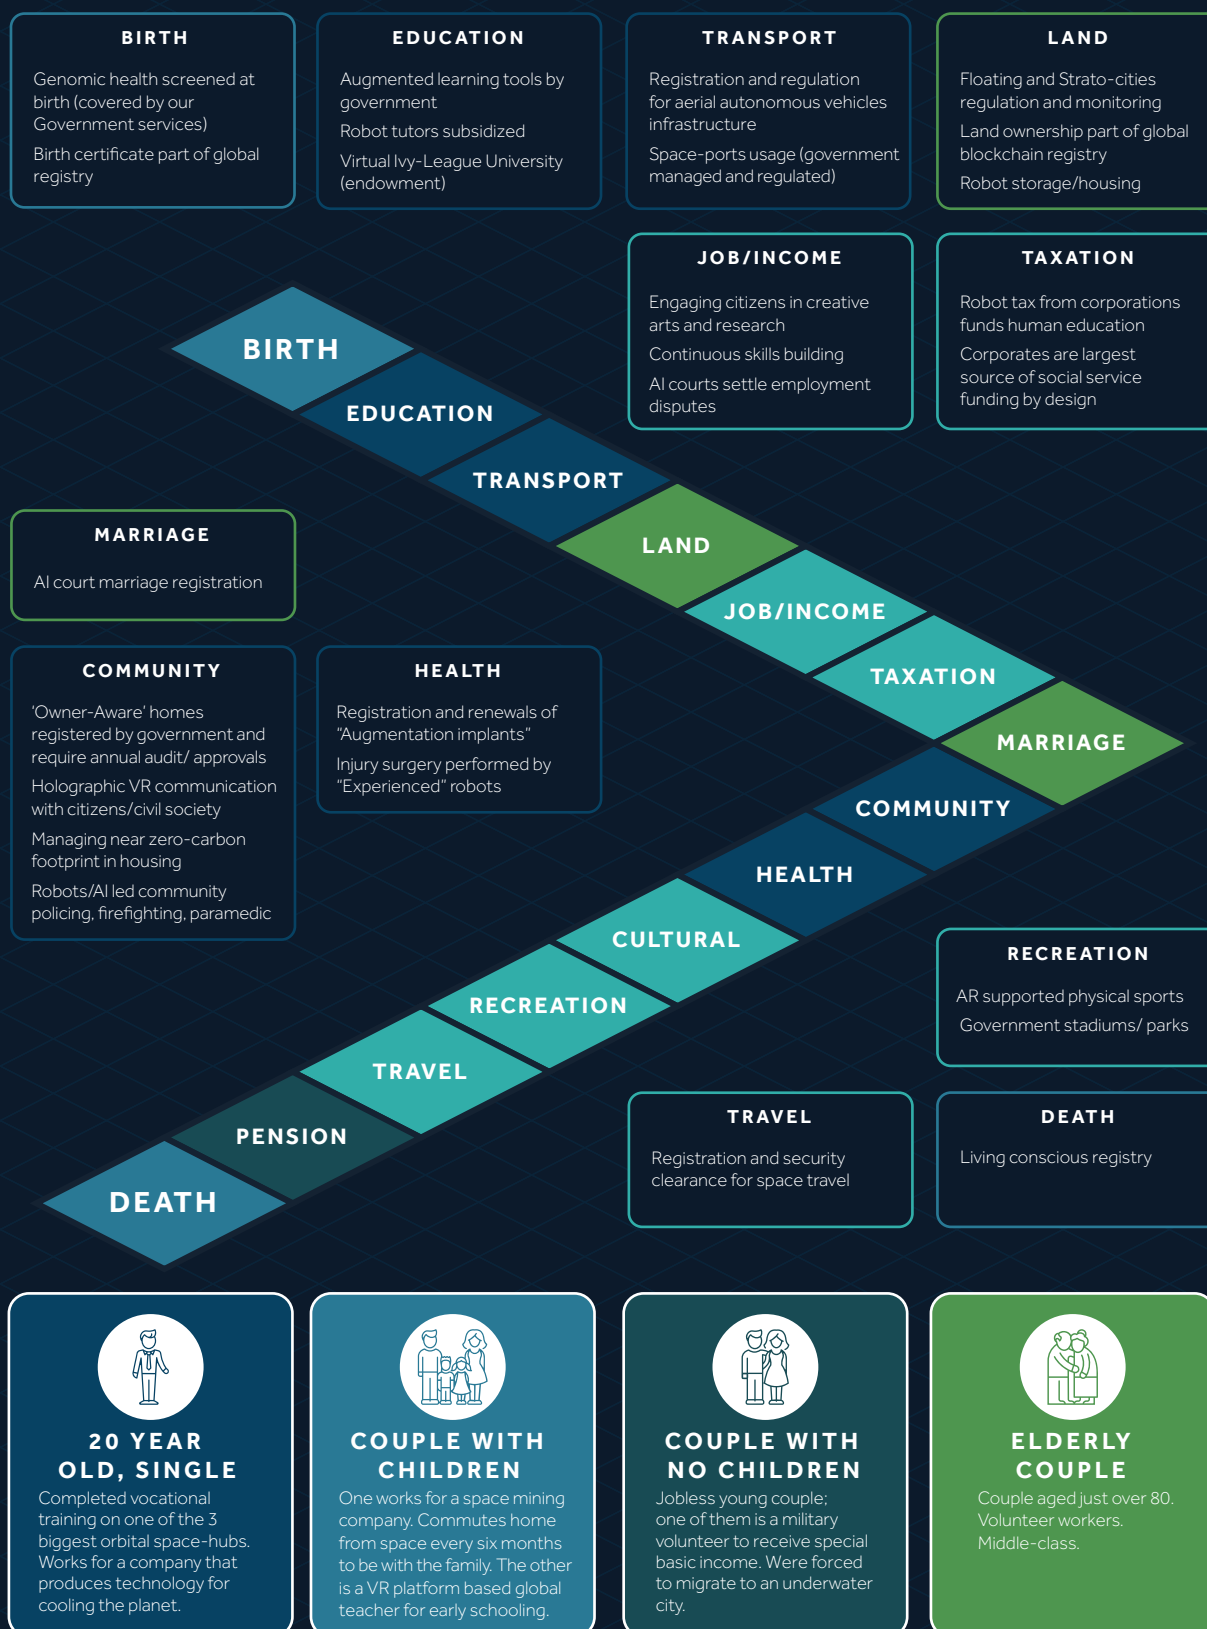 BIRTH
Genomic health screened at
birth (covered by our
Government services)
Birth certificate part of global
registry
EDUCATION
Augmented learning tools by
government
Robot tutors subsidized
Virtual Ivy-League University
(endowment)
TRANSPORT
Registration and regulation
for aerial autonomous vehicles
infrastructure
Space-ports usage (government
managed and regulated)
LAND
Floating and Strato-cities
regulation and monitoring
Land ownership part of global
blockchain registry
Robot storage/housing
JOB/INCOME
Engaging citizens in creative
arts and research
Continuous skills building
AI courts settle employment
disputes
TAXATION
Robot tax from corporations
funds human education
Corporates are largest
source of social service
funding by design
BIRTH
EDUCATION
TRANSPORT
LAND
JOB/INCOME
TAXATION
MARRIAGE
COMMUNITY
HEALTH
CULTURAL
RECREATION
TRAVEL
PENSION
DEATH
MARRIAGE
AI court marriage registration
COMMUNITY
‘Owner-Aware’ homes
registered by government and
require annual audit/ approvals
Holographic VR communication
with citizens/civil society
Managing near zero-carbon
footprint in housing
Robots/AI led community
policing, firefighting, paramedic
HEALTH
Registration and renewals of
“Augmentation implants”
Injury surgery performed by
“Experienced” robots
RECREATION
AR supported physical sports
Government stadiums/ parks
TRAVEL
Registration and security
clearance for space travel
DEATH
Living conscious registry
20 YEAR
OLD, SINGLE
Completed vocational
training on one of the 3
biggest orbital space-hubs.
Works for a company that
produces technology for
cooling the planet.
COUPLE WITH
CHILDREN
One works for a space mining
company. Commutes home
from space every six months
to be with the family. The other
is a VR platform based global
teacher for early schooling.
COUPLE WITH
NO CHILDREN
Jobless young couple;
one of them is a military
volunteer to receive special
basic income. Were forced
to migrate to an underwater
city.
ELDERLY
COUPLE
Couple aged just over 80.
Volunteer workers.
Middle-class.